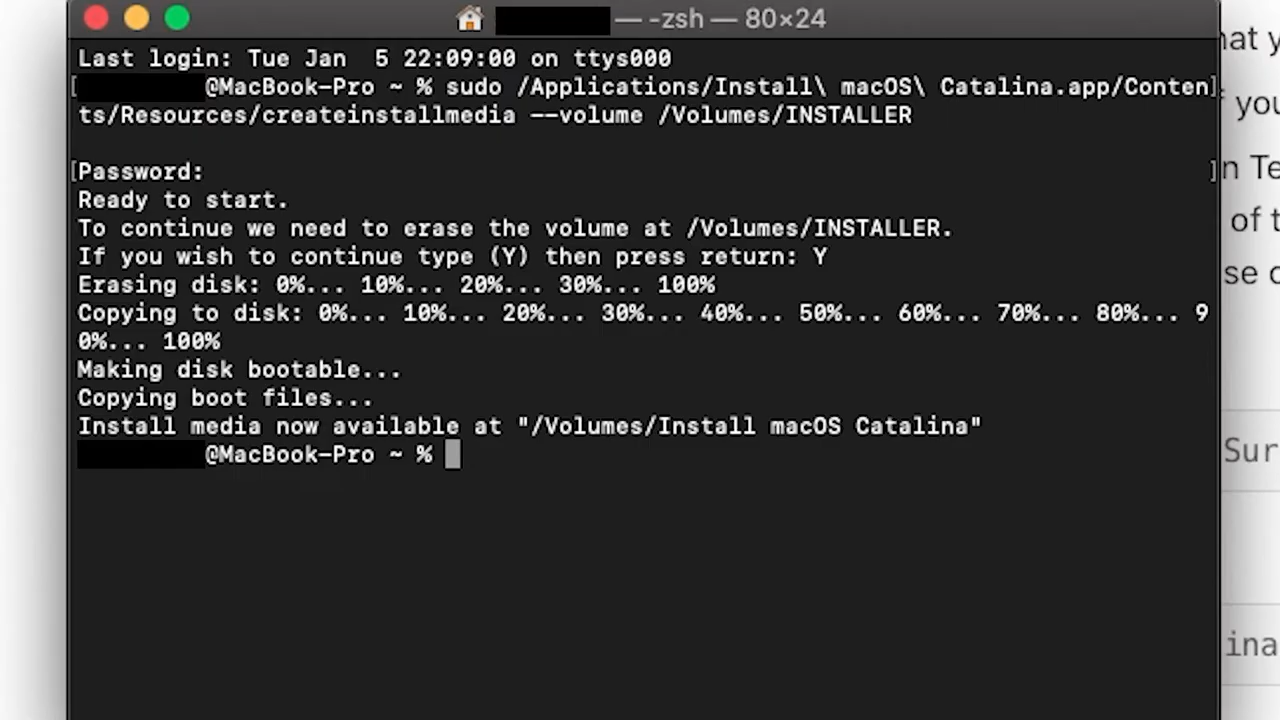 — -zsh — 80×24
Last login: Tue Jan  5 22:09:00 on ttys000
[@MacBook-Pro ~ % sudo /Applications/Install\ macOS\ Catalina.app/Conten]
ts/Resources/createinstallmedia --volume /Volumes/INSTALLER
[Password:]
Ready to start.
To continue we need to erase the volume at /Volumes/INSTALLER.
If you wish to continue type (Y) then press return: Y
Erasing disk: 0%... 10%... 20%... 30%... 100%
Copying to disk: 0%... 10%... 20%... 30%... 40%... 50%... 60%... 70%... 80%... 9
0%... 100%
Making disk bootable...
Copying boot files...
Install media now available at "/Volumes/Install macOS Catalina"
@MacBook-Pro ~ %
of